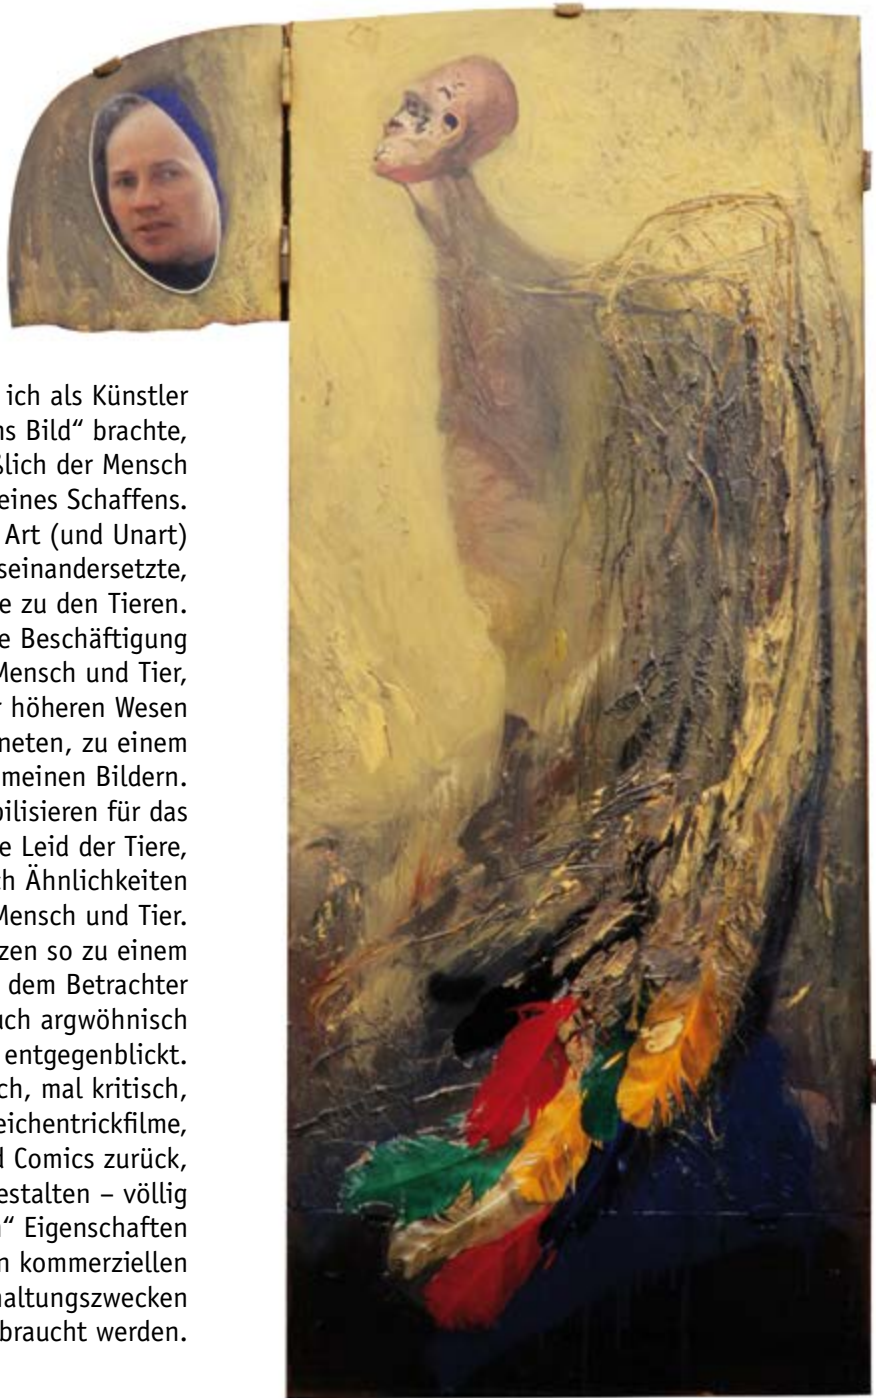 ich als Künstler
ns Bild“ brachte,
ßlich der Mensch
eines Schaffens.
Art (und Unart)
seinandersetzte,
e zu den Tieren.
e Beschäftigung
Mensch und Tier,
r höheren Wesen
neten, zu einem
meinen Bildern.
bilisieren für das
e Leid der Tiere,
ch Ähnlichkeiten
Mensch und Tier.
zen so zu einem
dem Betrachter
uch argwöhnisch
entgegenblickt.
ch, mal kritisch,
eichentrickfilme,
d Comics zurück,
estalten – völlig
“ Eigenschaften
n kommerziellen
haltungszwecken
braucht werden.